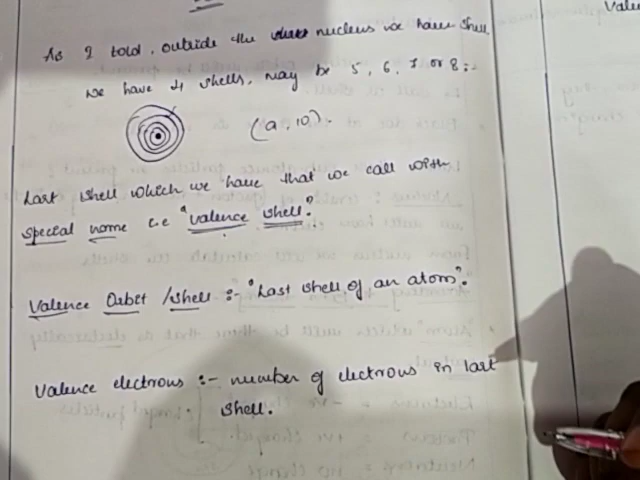 As I told, outside the nucleus we have shell.
we have 4 shells, may be 5, 6, 7 or 8:-
(a, 10).
Last shell which we have that we call with
special name i.e "valence shell".
Valence Orbit /shell :- "Last shell of an atom".
Valence electrons :- number of electrons in last
shell.
Valu